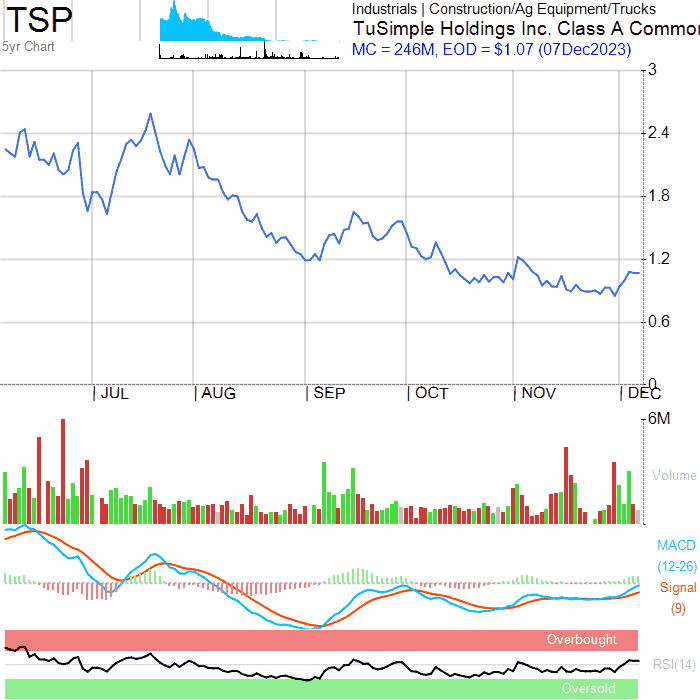 TSP
5yr Chart
Industrials | Construction/Ag Equipment/Trucks
TuSimple Holdings Inc. Class A Common
MC = 246M, EOD = $1.07 (07Dec2023)
3
2.4
1.8
1.2
0.6
0
JUL AUG SEP OCT NOV DEC
6M
Volume
MACD
(12-26)
Signal
(9)
Overbought
RSI(14)
Oversold